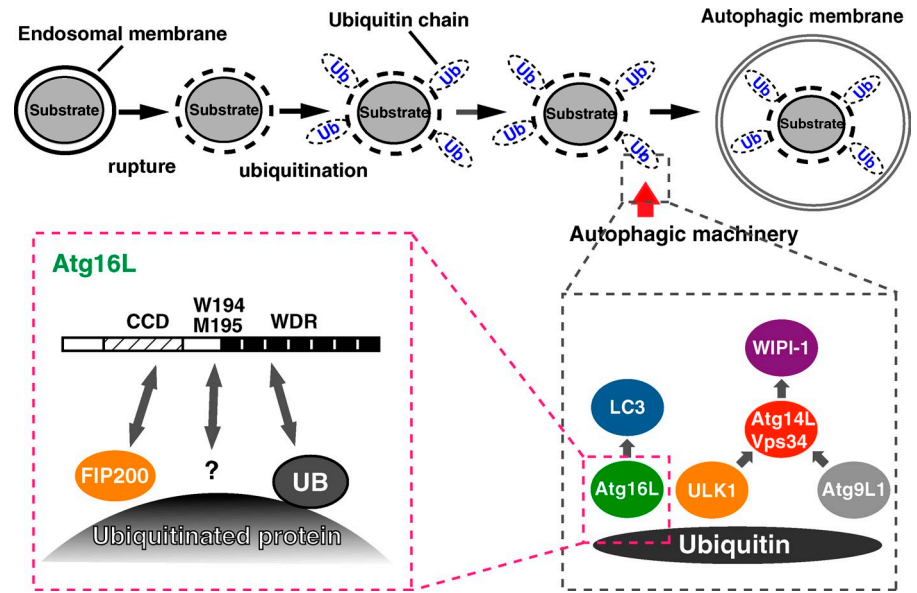 Endosomal membrane
Ubiquitin chain
Autophagic membrane
Substrate
Substrate
Ub
Ub
Substrate
Ub
Ub
Ub
Ub
Substrate
Ub
Ub
Ub
Ub
Substrate
Ub
Ub
rupture
ubiquitination
Autophagic machinery
Atg16L
CCD
W194
M195
WDR
FIP200
?
UB
Ubiquitinated protein
WIPI-1
LC3
Atg14L
Vps34
Atg16L
ULK1
Atg9L1
Ubiquitin